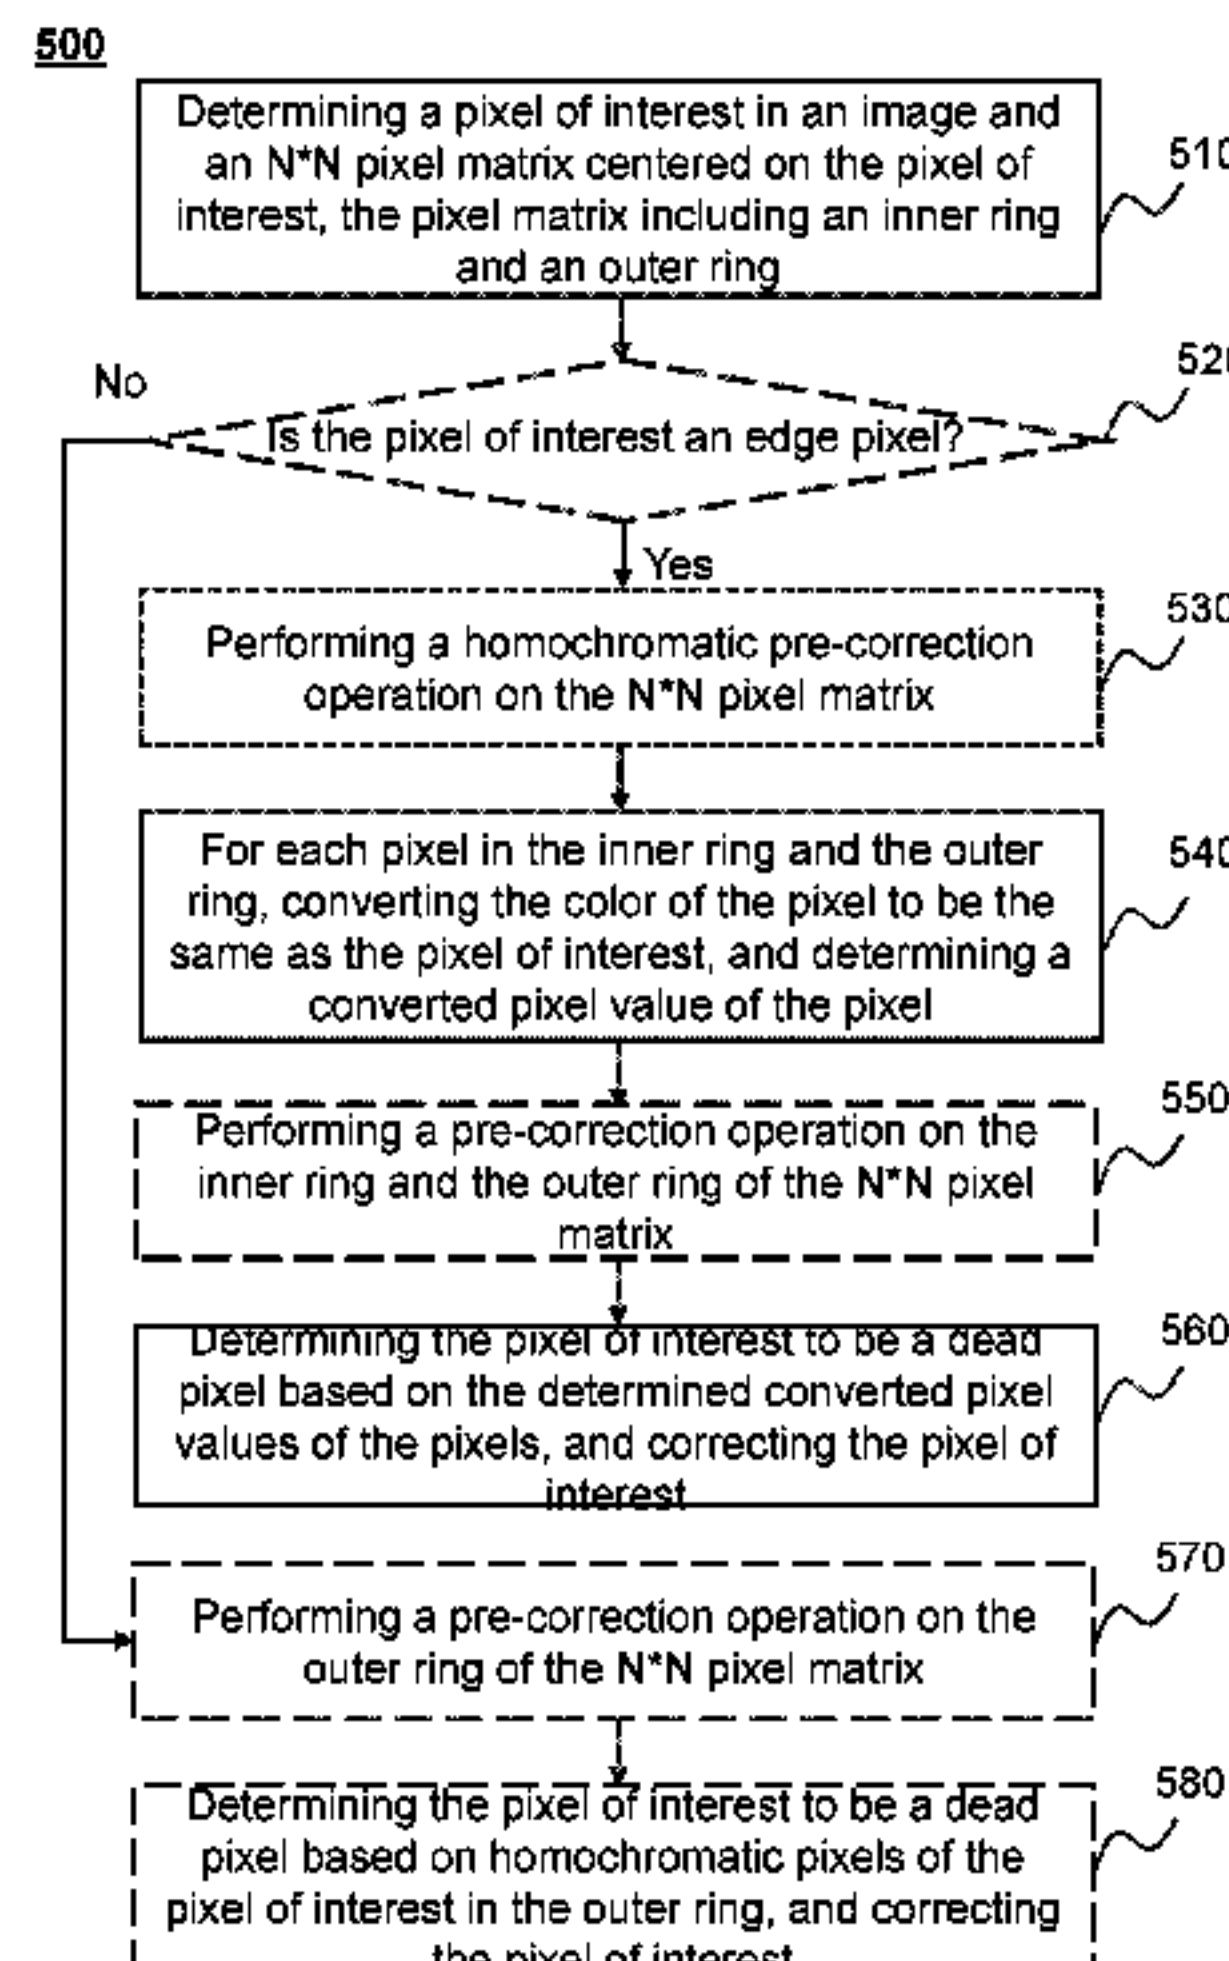 500
Determining a pixel of interest in an image and
an N*N pixel matrix centered on the pixel of
interest, the pixel matrix including an inner ring
and an outer ring
510
No
520
Is the pixel of interest an edge pixel?
Yes
530
Performing a homochromatic pre-correction
operation on the N*N pixel matrix
For each pixel in the inner ring and the outer
ring, converting the color of the pixel to be the
same as the pixel of interest, and determining a
converted pixel value of the pixel
540
550
Performing a pre-correction operation on the
inner ring and the outer ring of the N*N pixel
matrix
560
Determining the pixel of interest to be a dead
pixel based on the determined converted pixel
values of the pixels, and correcting the pixel of
interest
570
Performing a pre-correction operation on the
outer ring of the N*N pixel matrix
580
Determining the pixel of interest to be a dead
pixel based on homochromatic pixels of the
pixel of interest in the outer ring, and correcting
the pixel of interest